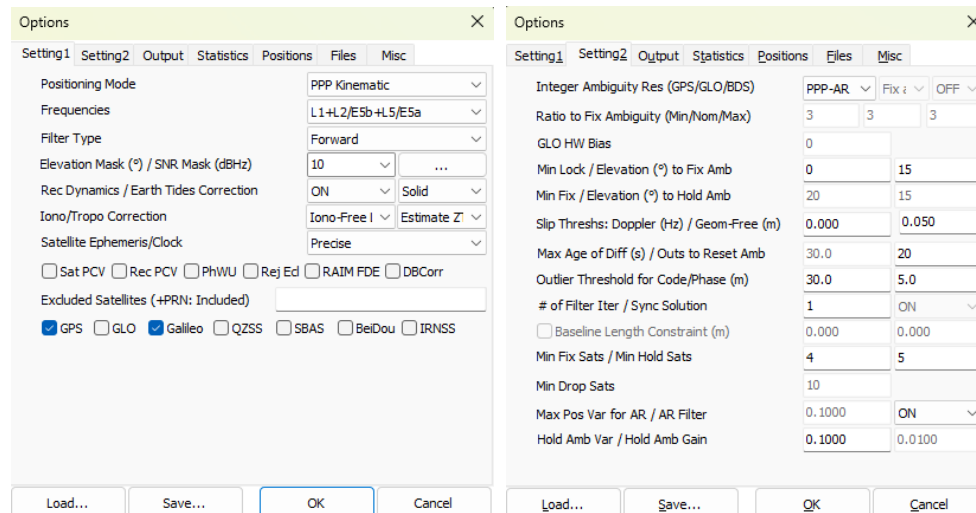 Options
Setting1 Setting2 Output Statistics Positions Files Misc
Positioning Mode PPP Kinematic
Frequencies L1+L2/E5b+L5/E5a
Filter Type Forward
Elevation Mask (°) / SNR Mask (dBHz) 10 ...
Rec Dynamics / Earth Tides Correction ON Solid
Iono/Tropo Correction Iono-Free l Estimate Z
Satellite Ephemeris/Clock Precise
Sat PCV Rec PCV PhWU Rej Ecl RAIM FDE DBCorr
Excluded Satellites (+PRN: Included)
GPS GLO Galileo QZSS SBAS BeiDou IRNSS
Load... Save... OK Cancel
Options
Setting1 Setting2 Output Statistics Positions Files Misc
Integer Ambiguity Res (GPS/GLO/BDS) PPP-AR Fix OFF
Ratio to Fix Ambiguity (Min/Nom/Max) 3 3 3
GLO HW Bias 0
Min Lock / Elevation (°) to Fix Amb 0 15
Min Fix / Elevation (°) to Hold Amb 20 15
Slip Threshs: Doppler (Hz) / Geom-Free (m) 0.000 0.050
Max Age of Diff (s) / Outs to Reset Amb 30.0 20
Outlier Threshold for Code/Phase (m) 30.0 5.0
# of Filter Iter / Sync Solution 1 ON
Baseline Length Constraint (m) 0.000 0.000
Min Fix Sats / Min Hold Sats 4 5
Min Drop Sats 10
Max Pos Var for AR / AR Filter 0.1000 ON
Hold Amb Var / Hold Amb Gain 0.1000 0.0100
Load... Save... OK Cancel